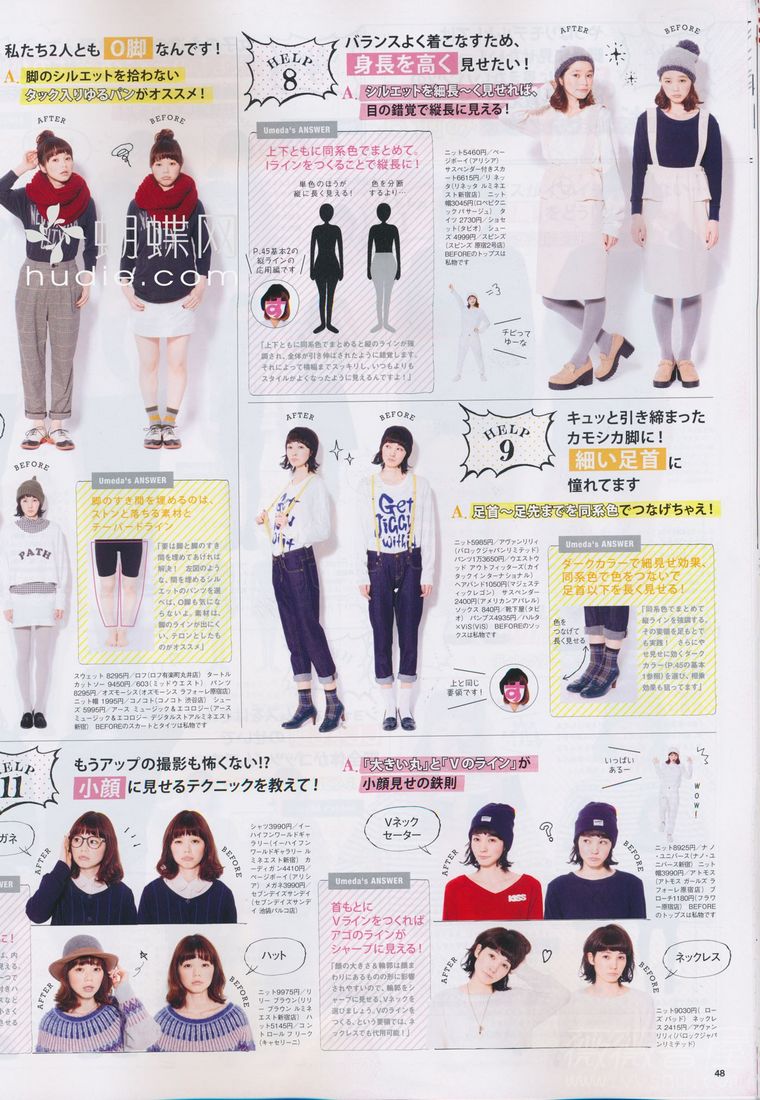 私たち2人とも O脚 なんです!
A. 脚のシルエットを拾わない
タック入りゆるパンがオススメ!
AFTER
BEFORE
蝴蝶网
hudie.com
HELP
8
バランスよく着こなすため、
身長を高く 見せたい!
A. シルエットを細長〜く見せれば、
目の錯覚で縦長に見える!
Umeda's ANSWER
上下ともに同系色でまとめて。
Iラインをつくることで縦長に!
単色のほうが
縦に長く見える!
色を分断
するより…
P.45基本2の
縦ラインの
応用編です
「上下ともに同系色でまとめると縦のラインが強
調され、全体が引き伸ばされたように錯覚します。
それによって横幅までスッキリし、いつもよりも
スタイルがよくなったように見えるんですよ!」
AFTER
BEFORE
ニット5460円/ペー
ジボーイ(アリシア)
サスペンダー付きスカ
ート6615円/リ ネッ
タ(リネッタ ルミネエ
スト新宿店) ニット
帽3045円(ロペピクニ
ック パサージュ) タ
イツ 2730円/ショセ
ット(タビオ) シュー
ズ 4999円/スピンズ
(スピンズ 原宿2号店)
BEFOREのトップスは
私物です
チビって
ゆーな
BEFORE
PATH
Umeda's ANSWER
脚のすき間を埋めるのは、
ストンと落ちる素材と
テーパードライン
「要は脚と脚のすき
間を埋めてあげれば
解決! 左図のよう
な、間を埋めるシル
エットのパンツを選
べば、O脚も気にな
らないよ。素材は、
脚のラインが出にく
い、テロンとしたも
のがオススメ」
スウェット 8295円/ロフ(ロフ有楽町丸井店) タートル
カットソー 9450円/603(ミッドウエスト) パンツ
8295円/オズモーシス(オズモーシス ラフォーレ原宿店)
ニット帽 1995円/コノコト(コノコト 渋谷店) シュー
ズ 5995円/アース ミュージック&エコロジー(アース
ミュージック&エコロジー デジタルストアルミネエスト
新宿) BEFOREのスカートとタイツは私物です
AFTER
BEFORE
Get
JIGGY
With
HELP
9
キュッと引き締まった
カモシカ脚に!
細い足首 に
憧れてます
A. 足首〜足先までを同系色でつなげちゃえ!
ニット5985円/アヴァンリリィ
(バロックジャパンリミテッド)
パンツ1万3650円/ウエストウ
ッド アウトフィッターズ(カイ
タックインターナショナル)
ヘアバンド1050円(マジェステ
ィックレゴン) サスペンダー
2400円(アメリカンアパレル)
ソックス 840円/靴下屋(タビ
オ) パンプス4935円/ハルタ
×ViS(ViS) BEFOREのソッ
クスは私物です
上と同じ
要領です!
Umeda's ANSWER
ダークカラーで細見せ効果、
同系色で色をつないで
足首以下を長く見せる!
色を
つなげて
長く見せる
「同系色でまとめて
縦ラインを強調する。
その要領を足もとで
も実践! さらにや
せ見せに効くダーク
カラー(P.45の基本
1参照)を選び、相乗
効果も狙ってます」
HELP
11
もうアップの撮影も怖くない!?
小顔 に見せるテクニックを教えて!
A. 「大きい丸」と「Vのライン」が
小顔見せの鉄則
いっぱい
あるー
WOW!
ガネ
AFTER
BEFORE
シャツ3990円/イー
ハイフンワールドギャ
ラリー(イーハイフン
ワールドギャラリー ル
ミネエスト新宿) カ
ーディガン4410円/
ページボーイ(アリシ
ア) メガネ3990円/
セブンデイズサンデイ
(セブンデイズサンデイ
池袋パルコ店)
ハット
AFTER
BEFORE
ニット9975円/リ
リー ブラウン(リリ
ー ブラウン ルミネ
エスト新宿) ハ
ット5145円/コン
トロール フリーク
(キャセリーニ)
Umeda's ANSWER
首もとに
Vラインをつくれば
アゴのラインが
シャープに見える!
「顔の大きさ&輪郭は顔ま
わりにあるものの形に影響
されやすいので、輪郭をシ
ャープに見せる、Vネックを
選びましょう。Vのラインを
つくる、という要領では、ネ
ックレスでも代用可能!」
Vネック
セーター
AFTER
BEFORE
KISS
ニット8925円/ナノ
・ユニバース(ナノ・ユ
ニバース新宿) ニット
帽3990円/アトモス(
アトモス ガールズ ラ
フォーレ原宿店) ブ
ローチ1180円(フラワ
ー原宿店) BEFORE
のトップスは私物です
ネックレス
AFTER
BEFORE
ニット9030円(ローズ
バッド) ネックレ
ス 2415円/アヴァン
リリィ(バロックジャパ
ンリミテッド)
48